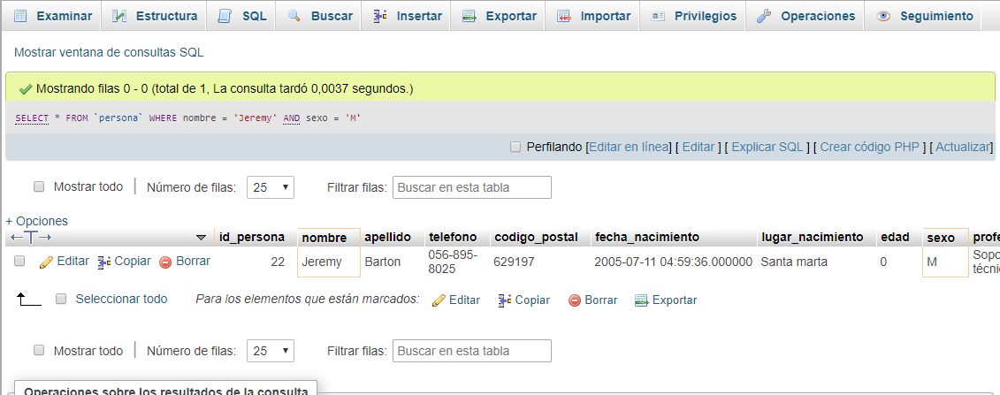 Examinar Estructura SQL Buscar Insertar Exportar Importar Privilegios Operaciones Seguimiento
Mostrar ventana de consultas SQL
Mostrando filas 0 - 0 (total de 1, La consulta tardó 0,0037 segundos.)
SELECT * FROM `persona` WHERE nombre = 'Jeremy' AND sexo = 'M'
Perfilando [Editar en línea] [ Editar ] [ Explicar SQL ] [ Crear código PHP ] [ Actualizar]
Mostrar todo | Número de filas: 25 Filtrar filas: Buscar en esta tabla
+ Opciones
←T→ id_persona nombre apellido telefono codigo_postal fecha_nacimiento lugar_nacimiento edad sexo profe
Editar Copiar Borrar 22 Jeremy Barton 056-895- 629197 2005-07-11 04:59:36.000000 Santa marta 0 M Sopo
8025 técni
Seleccionar todo Para los elementos que están marcados: Editar Copiar Borrar Exportar
Mostrar todo | Número de filas: 25 Filtrar filas: Buscar en esta tabla
Operaciones sobre los resultados de la consulta